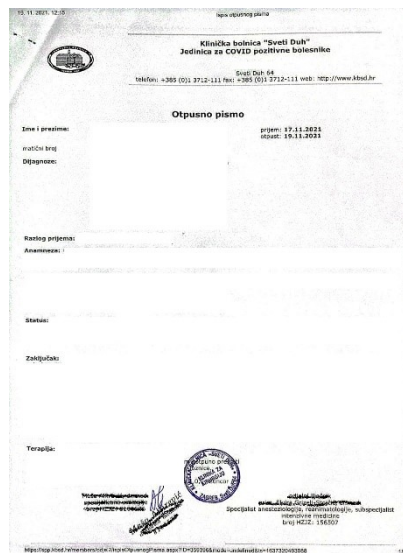 19. 11. 2021. 12:15
Ispis otpusnog pisma
Klinička bolnica "Sveti Duh"
Jedinica za COVID pozitivne bolesnike
Sveti Duh 64
telefon: +385 (0)1 3712-111 fax: +385 (0)1 3712-111 web: http://www.kbsd.hr
Otpusno pismo
Ime i prezime:
prijem: 17.11.2021
otpust: 19.11.2021
matični broj
Dijagnoze:
Razlog prijema:
Anamneza:
Status:
Zaključak:
Terapija:
Specijalist anesteziologije, reanimatologije, subspecijalist
intenzivne medicine
broj HZJZ: 156307